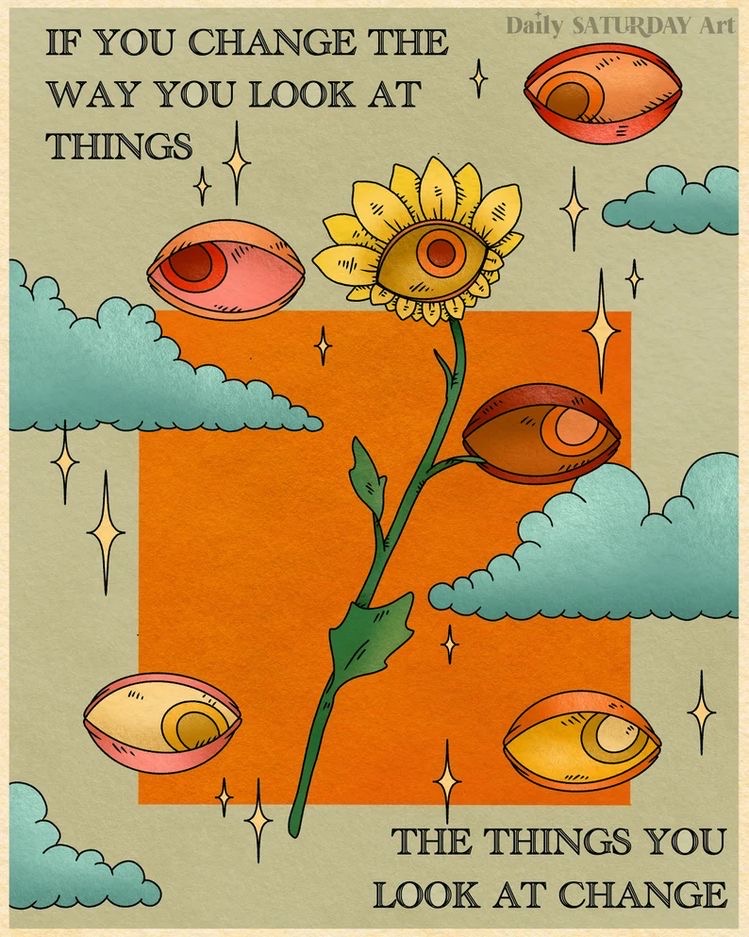 Daily SATURDAY Art
IF YOU CHANGE THE
WAY YOU LOOK AT
THINGS
THE THINGS YOU
LOOK AT CHANGE